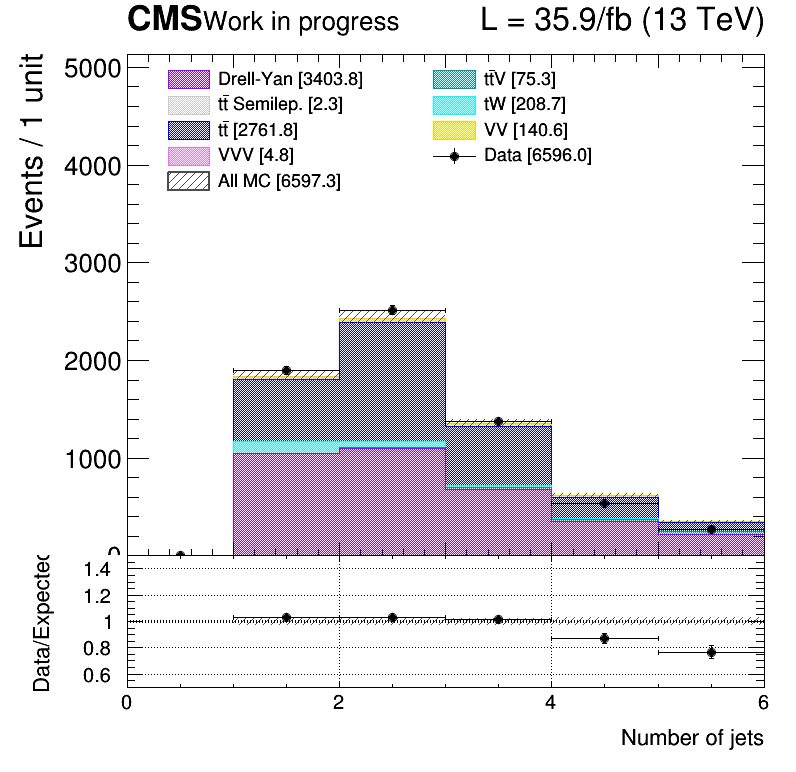 CMS Work in progress L = 35.9/fb (13 TeV)
Events / 1 unit
5000
4000
3000
2000
1000
0
Drell-Yan [3403.8]
tt̄ Semilep. [2.3]
tt̄ [2761.8]
VVV [4.8]
All MC [6597.3]
tt̄V [75.3]
tW [208.7]
VV [140.6]
Data [6596.0]
Data/Expected
1.4
1.2
1
0.8
0.6
0 2 4 6
Number of jets